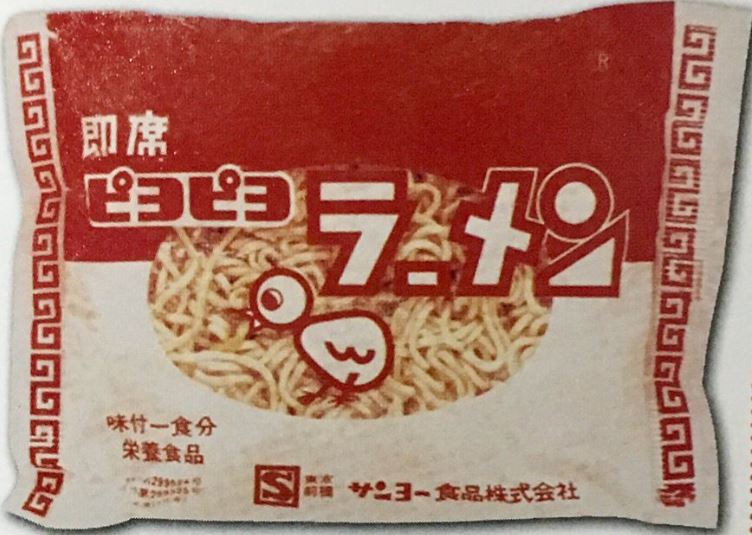 R
即席
ピヨピヨ
ラーメン
味付一食分
栄養食品
東京
前橋
サンヨー食品株式会社